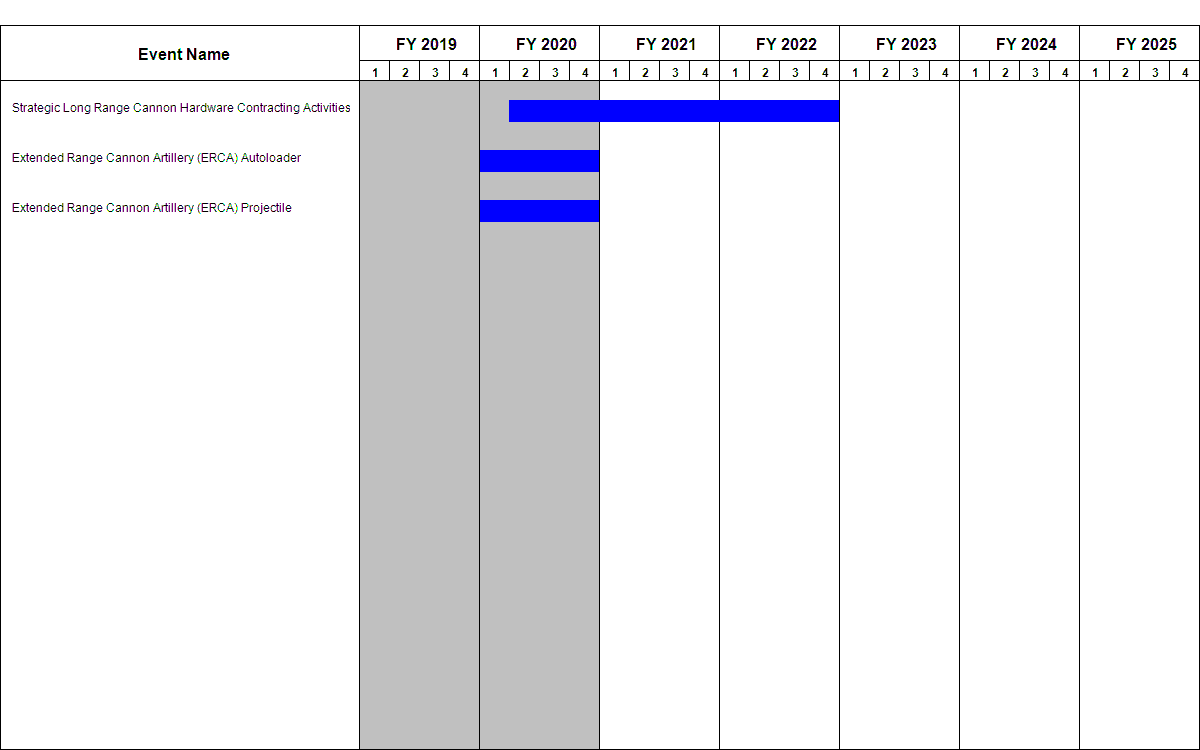 Event Name FY 2019 FY 2020 FY 2021 FY 2022 FY 2023 FY 2024 FY 2025
1 2 3 4 1 2 3 4 1 2 3 4 1 2 3 4 1 2 3 4 1 2 3 4 1 2 3 4
Strategic Long Range Cannon Hardware Contracting Activities
Extended Range Cannon Artillery (ERCA) Autoloader
Extended Range Cannon Artillery (ERCA) Projectile